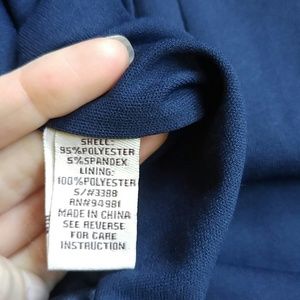 SHELL:
95%POLYESTER
5%SPANDEX
LINING:
100%POLYESTER
S/#3388
RN#94981
MADE IN CHINA
SEE REVERSE
FOR CARE
INSTRUCTION